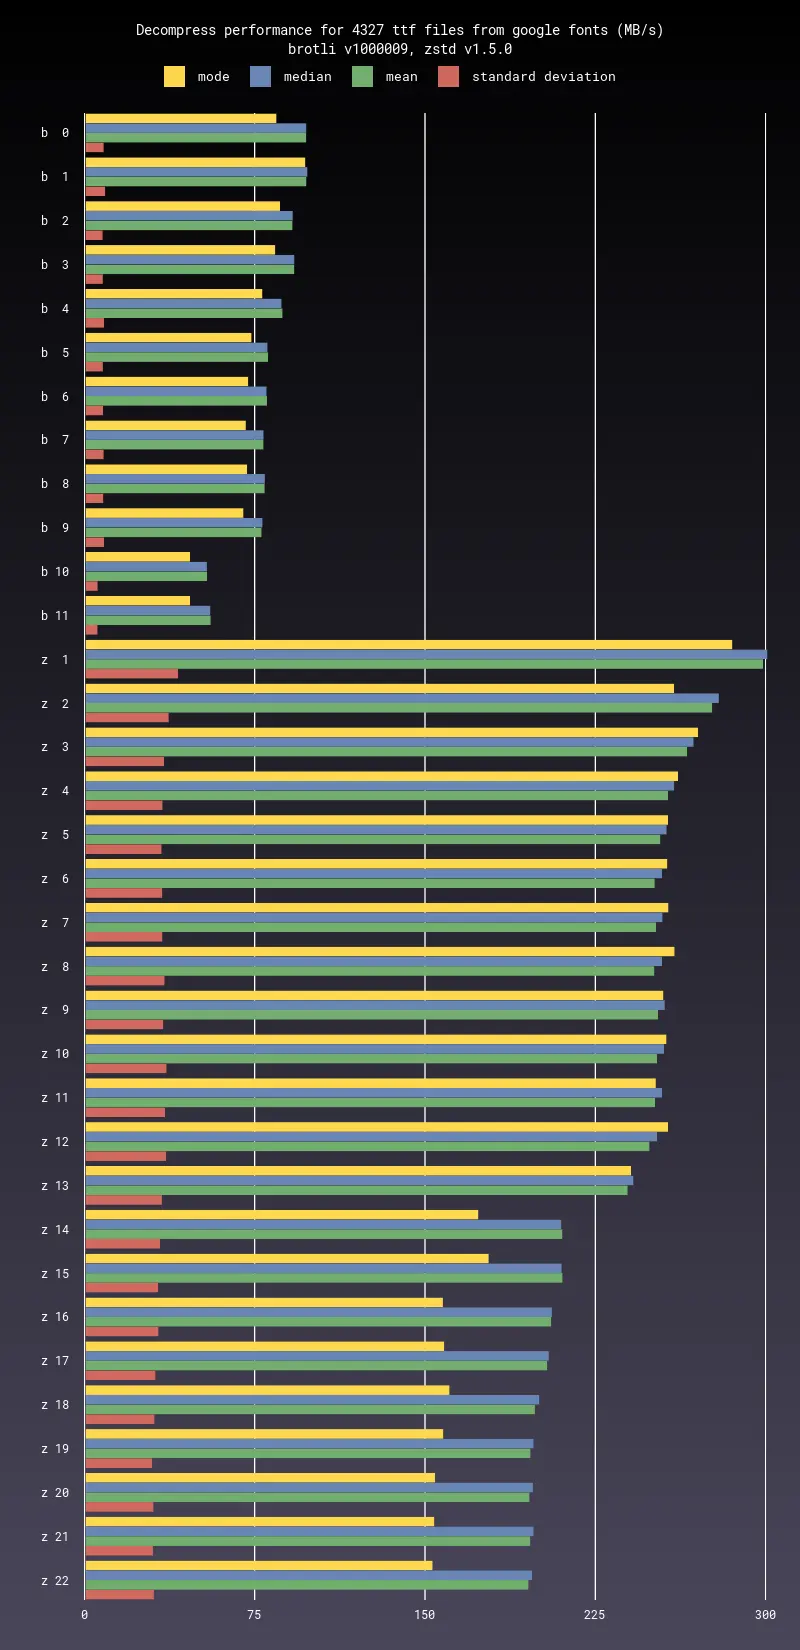 Decompress performance for 4327 ttf files from google fonts (MB/s)
brotli v1000009, zstd v1.5.0
mode median mean standard deviation
b 0
b 1
b 2
b 3
b 4
b 5
b 6
b 7
b 8
b 9
b 10
b 11
z 1
z 2
z 3
z 4
z 5
z 6
z 7
z 8
z 9
z 10
z 11
z 12
z 13
z 14
z 15
z 16
z 17
z 18
z 19
z 20
z 21
z 22
0 75 150 225 300